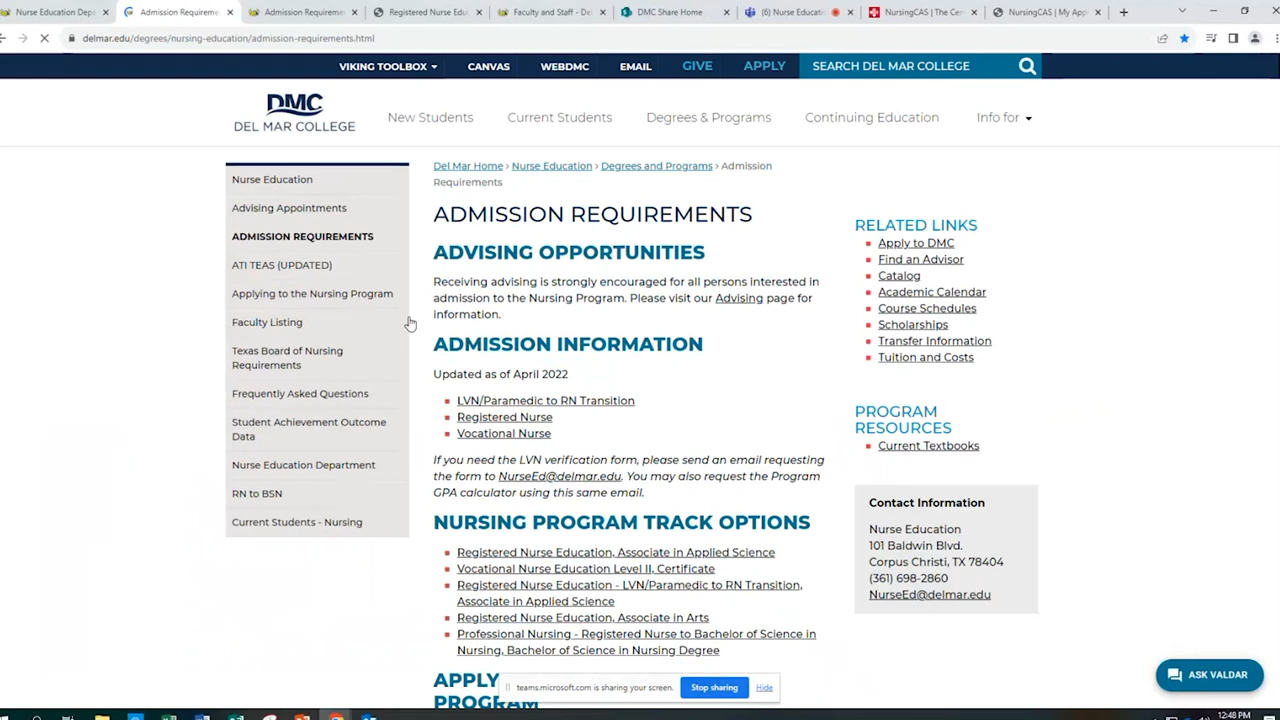 Nurse Education Depa
Admission Requireme
Admission Requireme
Registered Nurse Edu
Faculty and Staff - De
DMC Share Home
(6) Nurse Educati
NursingCAS | The Cen
NursingCAS | My App
delmar.edu/degrees/nursing-education/admission-requirements.html
VIKING TOOLBOX
CANVAS
WEBDMC
EMAIL
GIVE
APPLY
SEARCH DEL MAR COLLEGE
DMC
DEL MAR COLLEGE
New Students
Current Students
Degrees & Programs
Continuing Education
Info for
Nurse Education
Advising Appointments
ADMISSION REQUIREMENTS
ATI TEAS (UPDATED)
Applying to the Nursing Program
Faculty Listing
Texas Board of Nursing
Requirements
Frequently Asked Questions
Student Achievement Outcome
Data
Nurse Education Department
RN to BSN
Current Students - Nursing
Del Mar Home > Nurse Education > Degrees and Programs > Admission
Requirements
ADMISSION REQUIREMENTS
ADVISING OPPORTUNITIES
Receiving advising is strongly encouraged for all persons interested in
admission to the Nursing Program. Please visit our Advising page for
information.
ADMISSION INFORMATION
Updated as of April 2022
LVN/Paramedic to RN Transition
Registered Nurse
Vocational Nurse
If you need the LVN verification form, please send an email requesting
the form to NurseEd@delmar.edu. You may also request the Program
GPA calculator using this same email.
NURSING PROGRAM TRACK OPTIONS
Registered Nurse Education, Associate in Applied Science
Vocational Nurse Education Level II, Certificate
Registered Nurse Education - LVN/Paramedic to RN Transition,
Associate in Applied Science
Registered Nurse Education, Associate in Arts
Professional Nursing - Registered Nurse to Bachelor of Science in
Nursing, Bachelor of Science in Nursing Degree
APPLY
PROGRAM
RELATED LINKS
Apply to DMC
Find an Advisor
Catalog
Academic Calendar
Course Schedules
Scholarships
Transfer Information
Tuition and Costs
PROGRAM
RESOURCES
Current Textbooks
Contact Information
Nurse Education
101 Baldwin Blvd.
Corpus Christi, TX 78404
(361) 698-2860
NurseEd@delmar.edu
teams.microsoft.com is sharing your screen.
Stop sharing
Hide
ASK VALDAR
12:48 PM